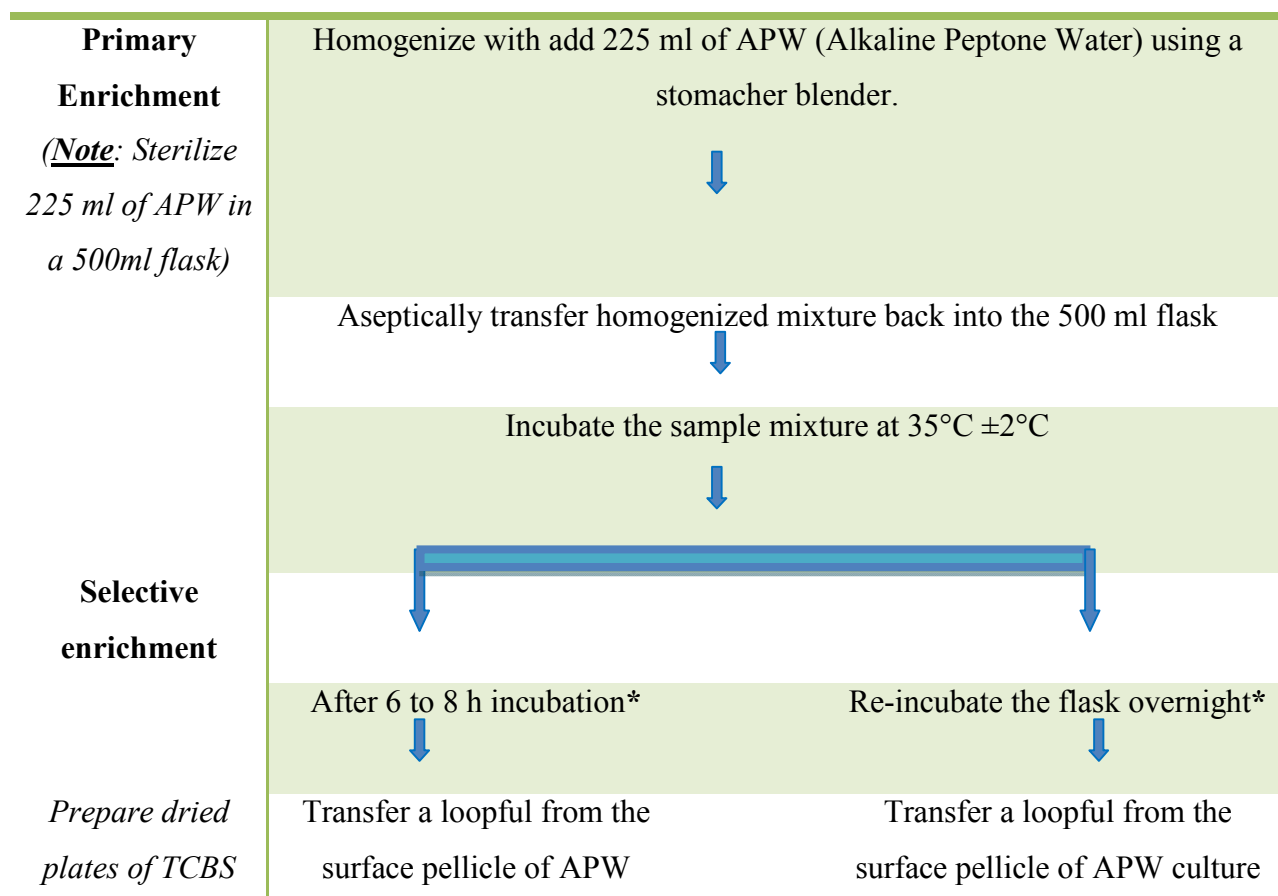 Primary
Enrichment
(Note: Sterilize
225 ml of APW in
a 500ml flask)
Homogenize with add 225 ml of APW (Alkaline Peptone Water) using a
stomacher blender.
Aseptically transfer homogenized mixture back into the 500 ml flask
Incubate the sample mixture at 35°C ±2°C
Selective
enrichment
After 6 to 8 h incubation*
Re-incubate the flask overnight*
Prepare dried
plates of TCBS
Transfer a loopful from the
surface pellicle of APW
Transfer a loopful from the
surface pellicle of APW culture